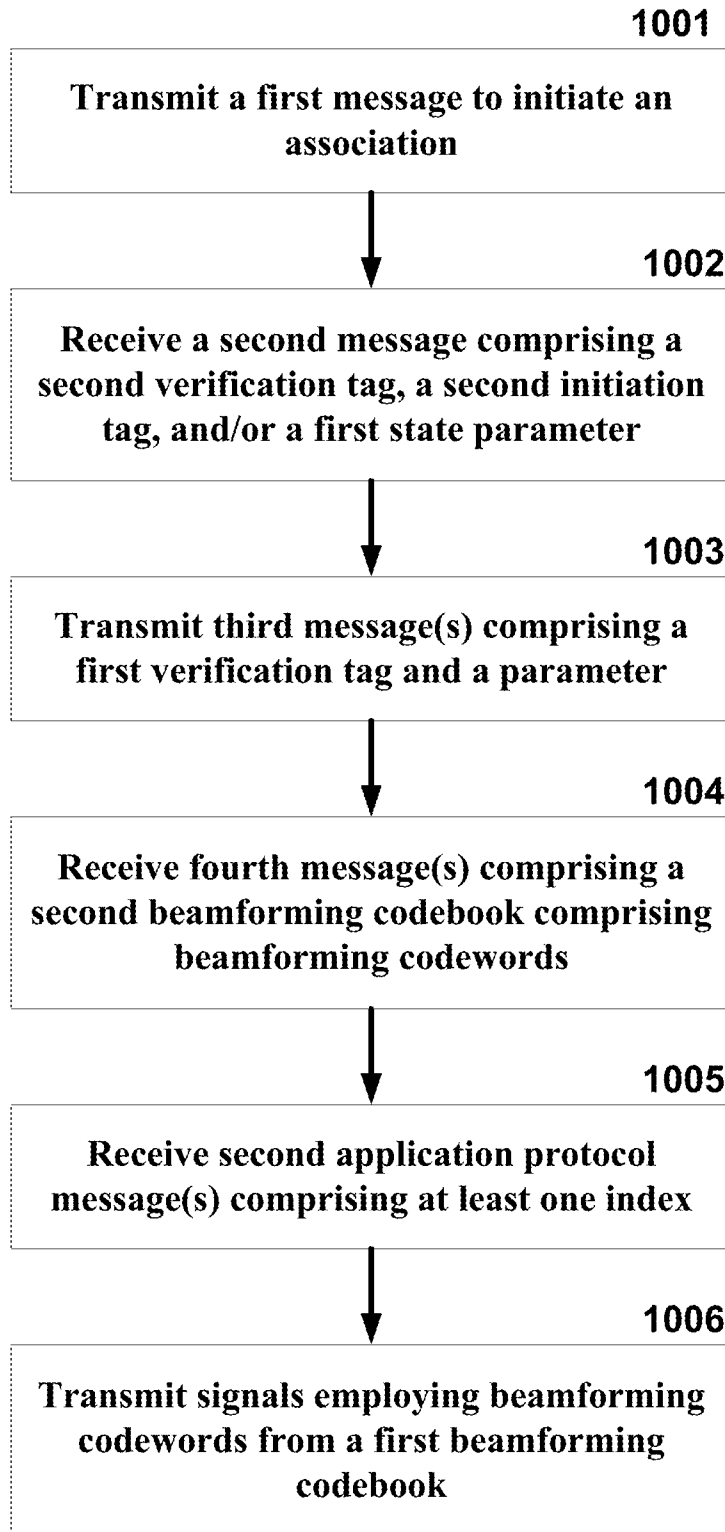 1001
Transmit a first message to initiate an
association
1002
Receive a second message comprising a
second verification tag, a second initiation
tag, and/or a first state parameter
1003
Transmit third message(s) comprising a
first verification tag and a parameter
1004
Receive fourth message(s) comprising a
second beamforming codebook comprising
beamforming codewords
1005
Receive second application protocol
message(s) comprising at least one index
1006
Transmit signals employing beamforming
codewords from a first beamforming
codebook